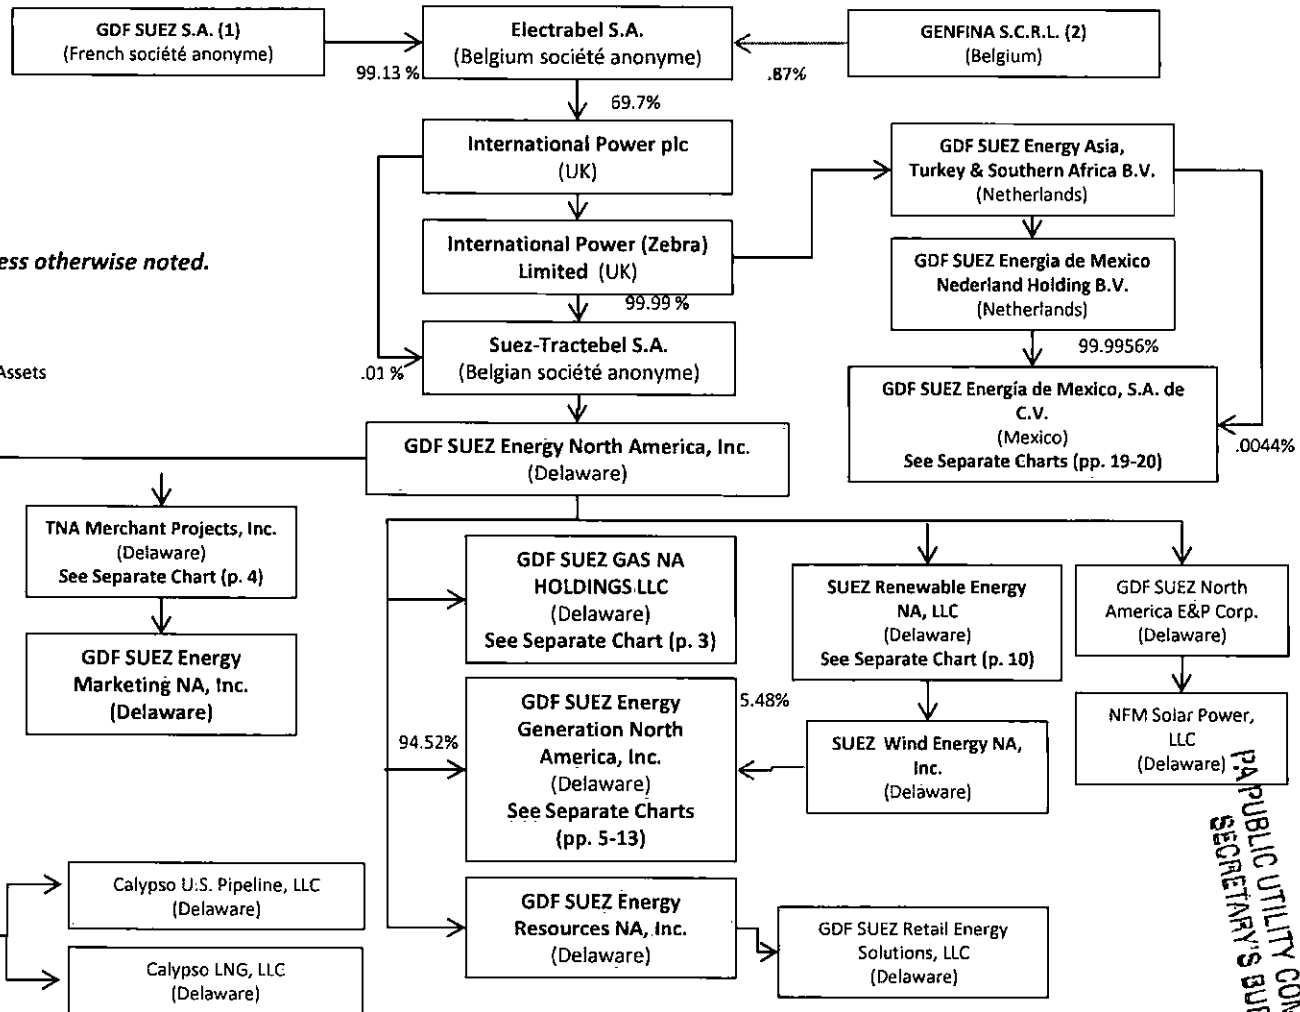 GDF SUEZ S.A. (1)
(French société anonyme)
Electrabel S.A.
(Belgium société anonyme)
GENFINA S.C.R.L. (2)
(Belgium)
99.13 %
.87%
69.7%
International Power plc
(UK)
GDF SUEZ Energy Asia,
Turkey & Southern Africa B.V.
(Netherlands)
International Power (Zebra)
Limited (UK)
ess otherwise noted.
GDF SUEZ Energia de Mexico
Nederland Holding B.V.
(Netherlands)
99.99 %
99.9956%
Suez-Tractebel S.A.
(Belgian société anonyme)
Assets
.01 %
GDF SUEZ Energía de Mexico, S.A. de
C.V.
(Mexico)
See Separate Charts (pp. 19-20)
.0044%
GDF SUEZ Energy North America, Inc.
(Delaware)
TNA Merchant Projects, Inc.
(Delaware)
See Separate Chart (p. 4)
GDF SUEZ GAS NA
HOLDINGS LLC
(Delaware)
See Separate Chart (p. 3)
SUEZ Renewable Energy
NA, LLC
(Delaware)
See Separate Chart (p. 10)
GDF SUEZ North
America E&P Corp.
(Delaware)
GDF SUEZ Energy
Marketing NA, Inc.
(Delaware)
94.52%
GDF SUEZ Energy
Generation North
America, Inc.
(Delaware)
See Separate Charts
(pp. 5-13)
5.48%
SUEZ Wind Energy NA,
Inc.
(Delaware)
NFM Solar Power,
LLC
(Delaware)
Calypso U.S. Pipeline, LLC
(Delaware)
GDF SUEZ Energy
Resources NA, Inc.
(Delaware)
GDF SUEZ Retail Energy
Solutions, LLC
(Delaware)
Calypso LNG, LLC
(Delaware)
PA PUBLIC UTILITY COM
SECRETARY'S BUR